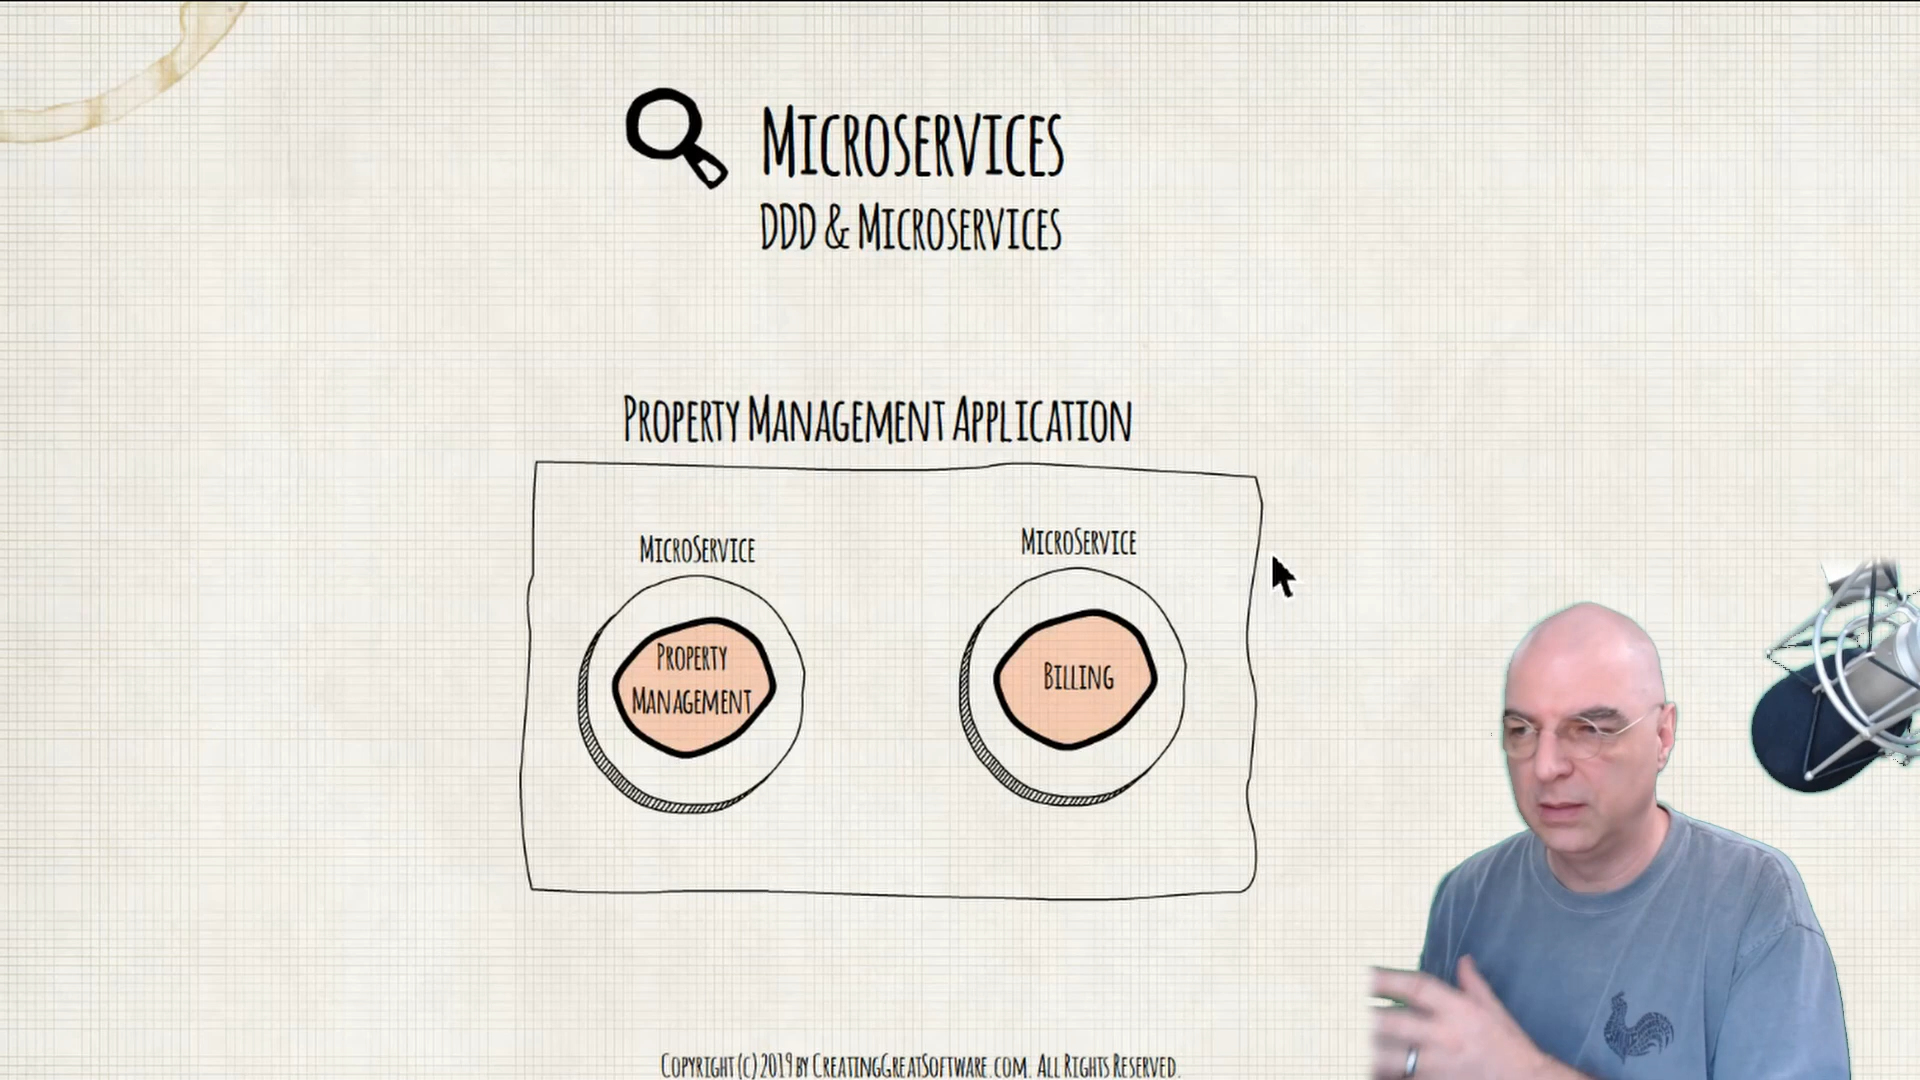 Microservices
DDD & Microservices
Property Management Application
MicroService
MicroService
Property
Management
Billing
Copyright (c) 2019 by CreatingGreatSoftware.com. All Rights Reserved.